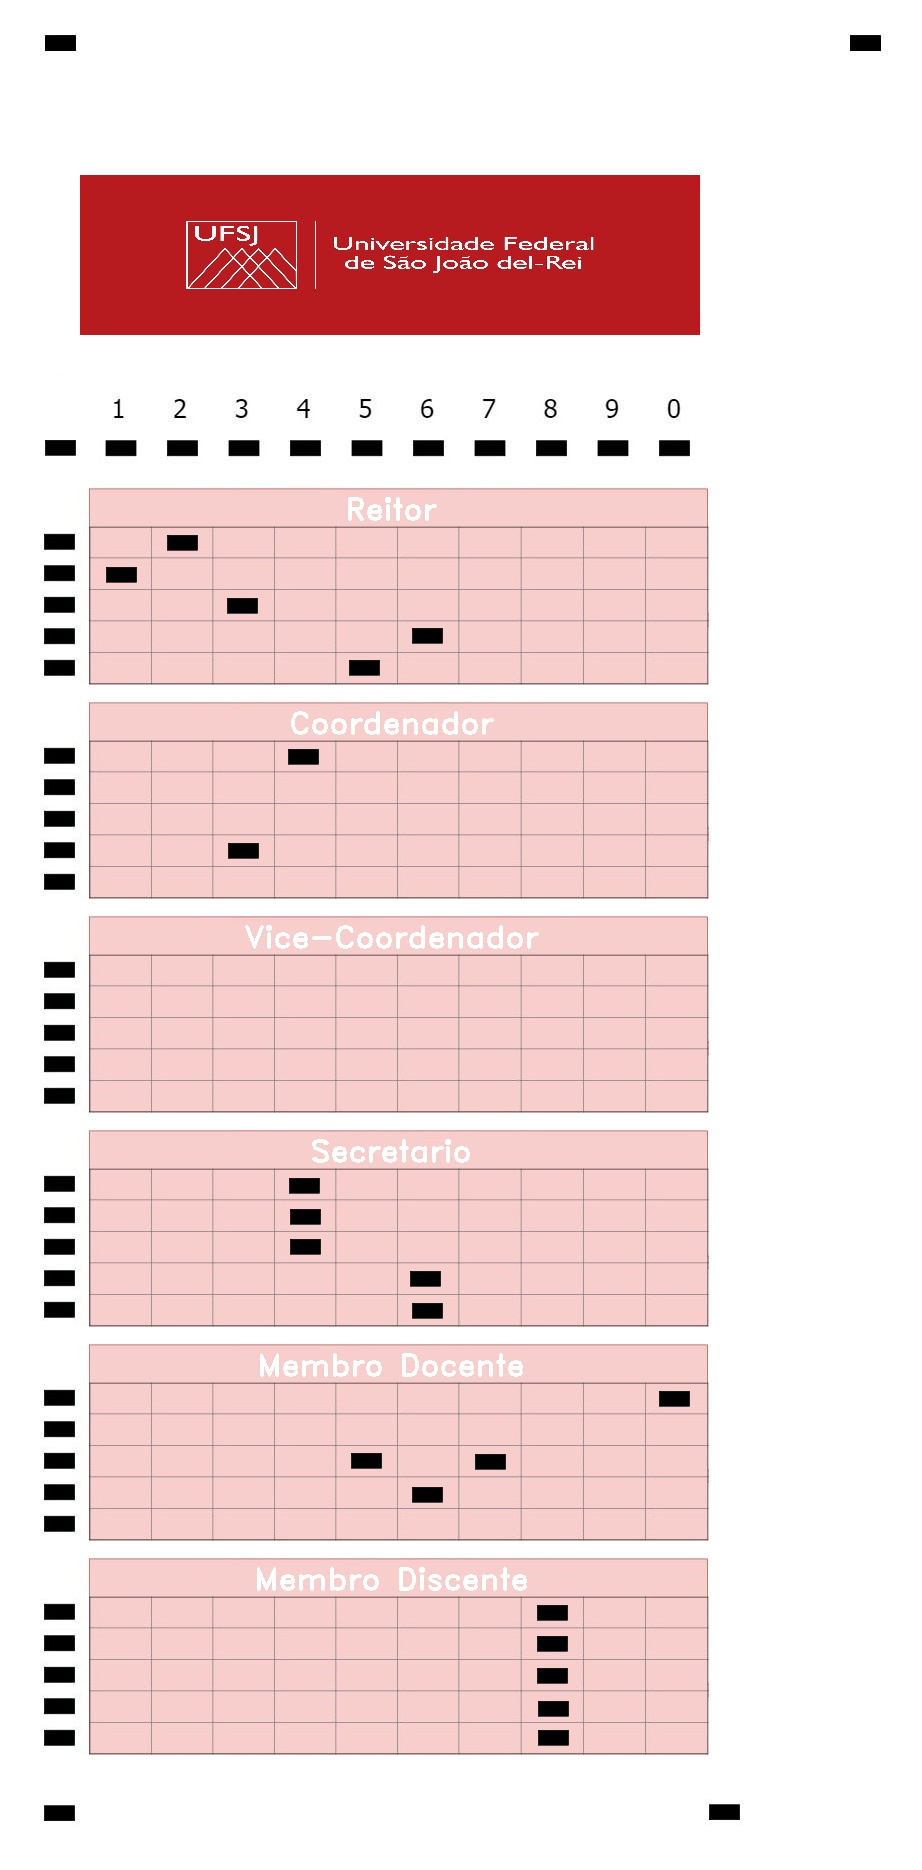 UFSJ
Universidade Federal
de São João del-Rei
1 2 3 4 5 6 7 8 9 0
Reitor
Coordenador
Vice-Coordenador
Secretario
Membro Docente
Membro Discente